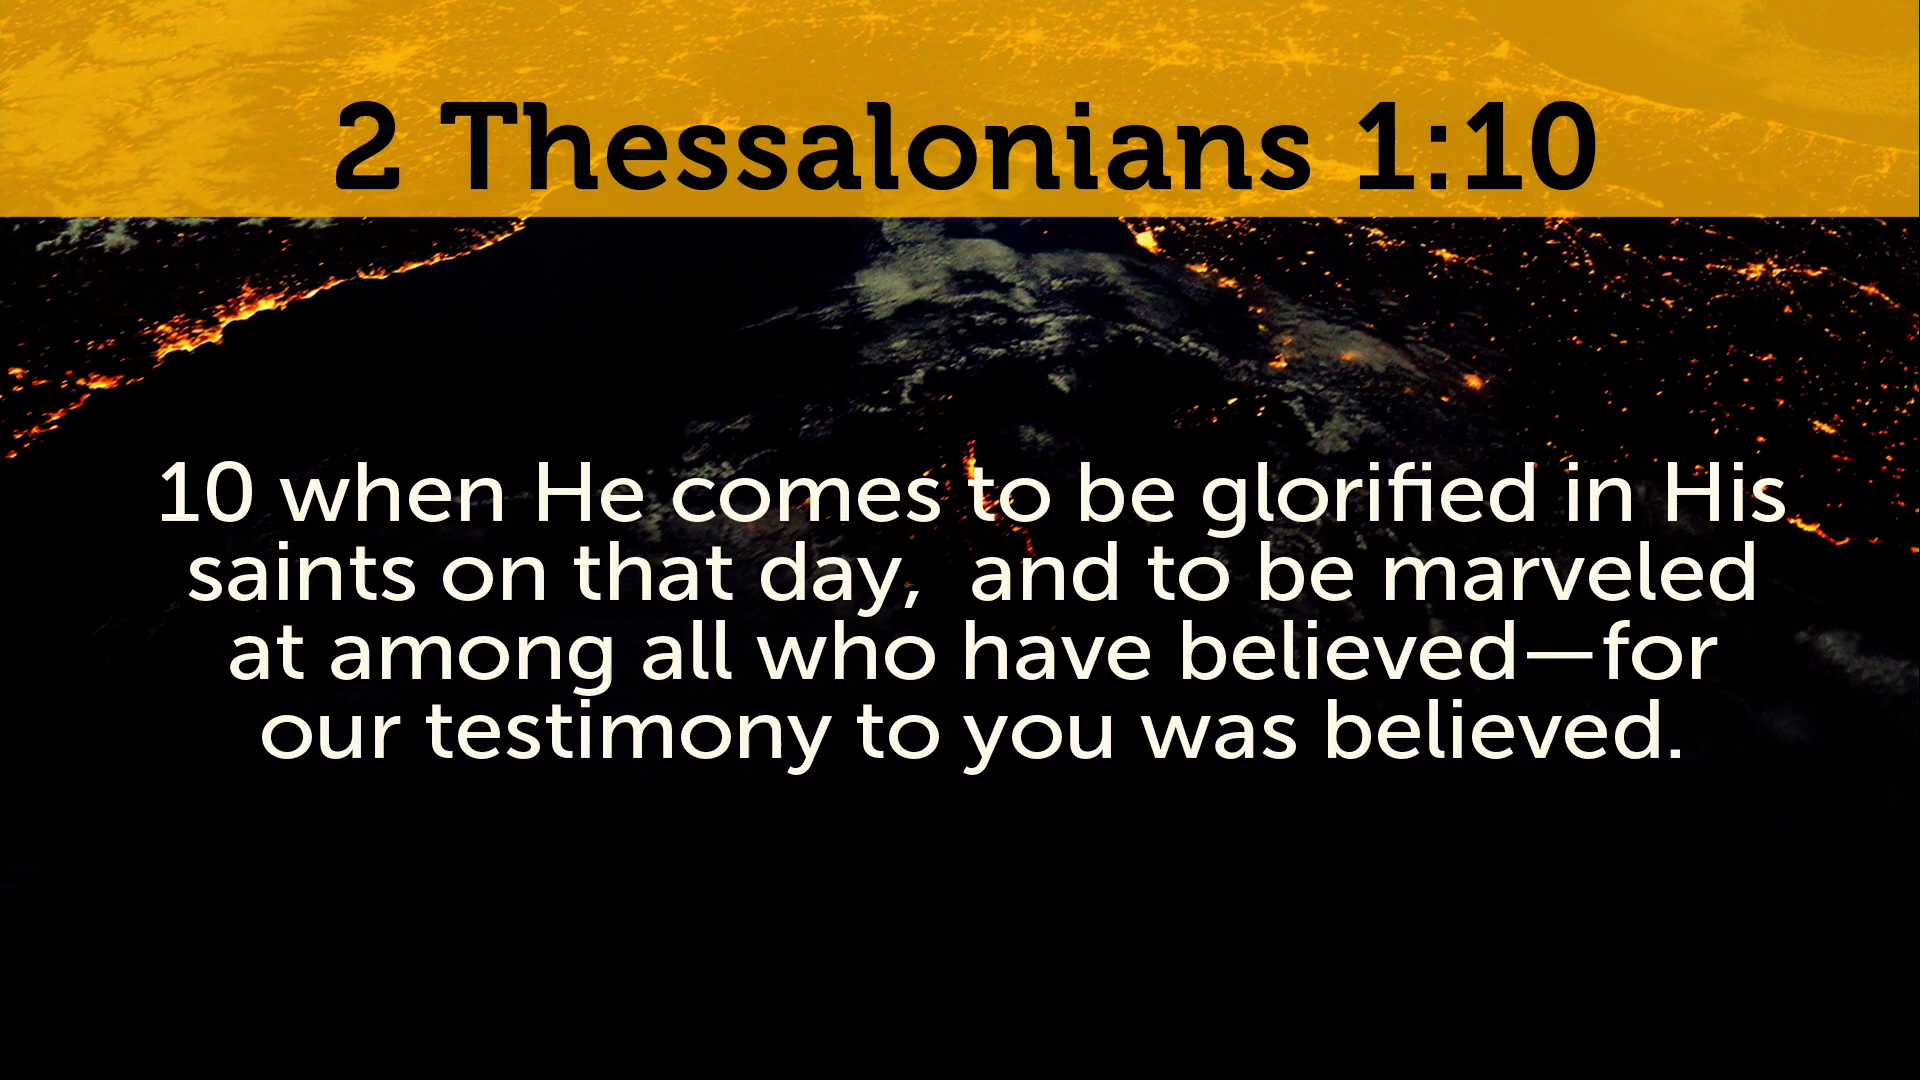 2 Thessalonians 1:10
10 when He comes to be glorified in His
saints on that day,  and to be marveled
at among all who have believed—for
our testimony to you was believed.